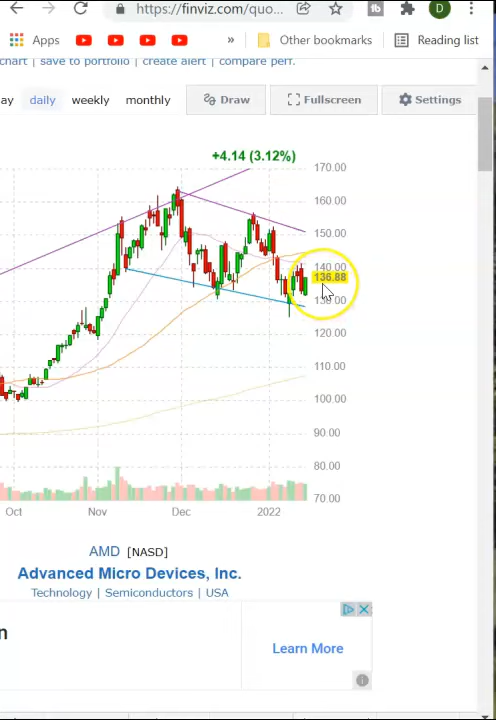 https://finviz.com/quo...
D
Apps
»
Other bookmarks
Reading list
chart | save to portfolio | create alert | compare perf.
ay
daily
weekly
monthly
Draw
Fullscreen
Settings
+4.14 (3.12%)
170.00
160.00
150.00
140.00
136.88
130.00
120.00
110.00
100.00
90.00
80.00
70.00
Oct
Nov
Dec
2022
AMD [NASD]
Advanced Micro Devices, Inc.
Technology | Semiconductors | USA
n
Learn More